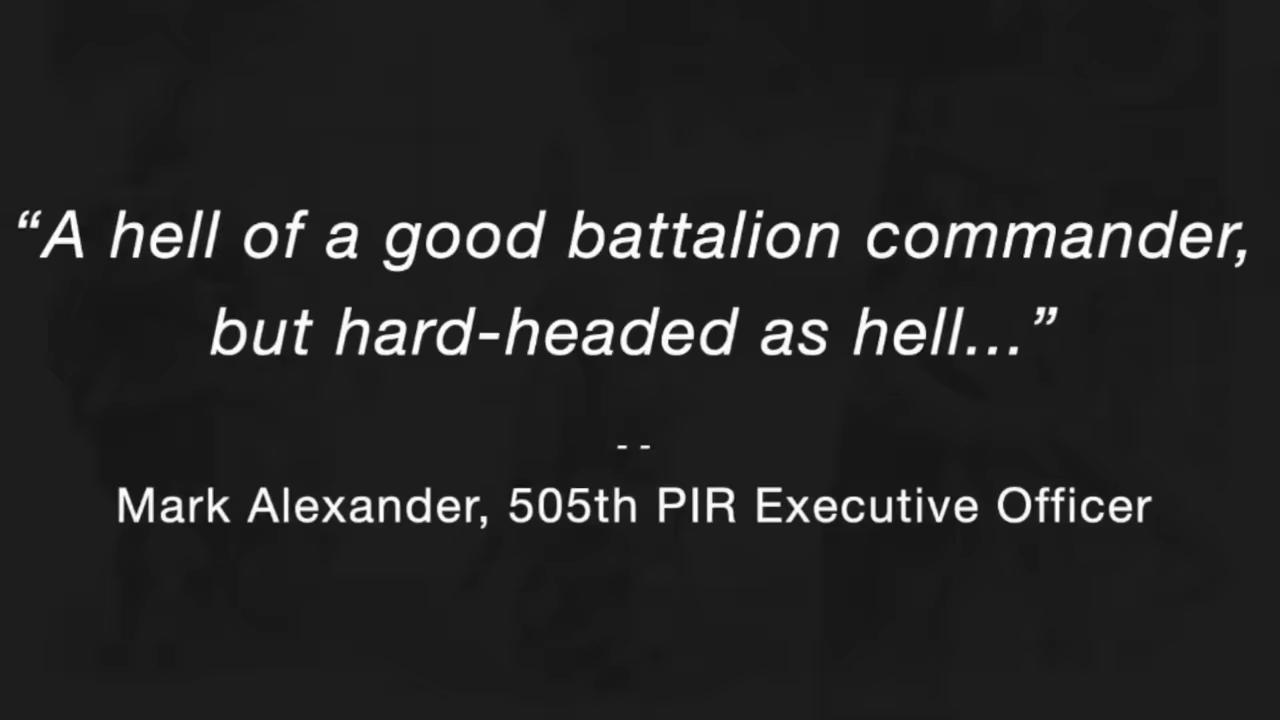 “A hell of a good battalion commander,
but hard-headed as hell...”
--
Mark Alexander, 505th PIR Executive Officer